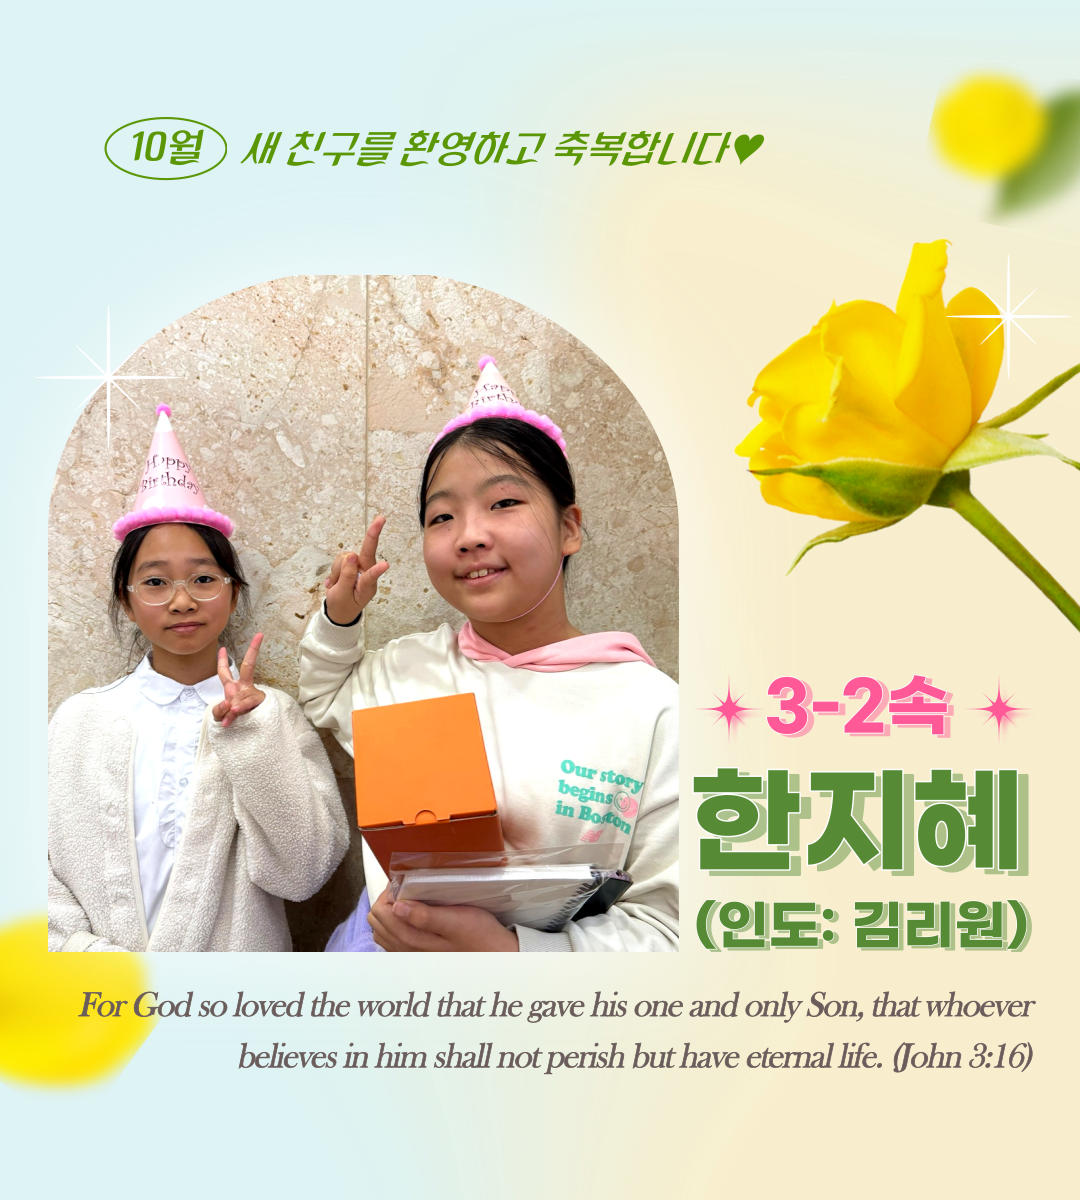 10월 새 친구를 환영하고 축복합니다♥
Happy
Birthday
Happy
Birthday
Our story
begins
in Boston
3-2속
한지혜
(인도: 김리원)
For God so loved the world that he gave his one and only Son, that whoever
believes in him shall not perish but have eternal life. (John 3:16)